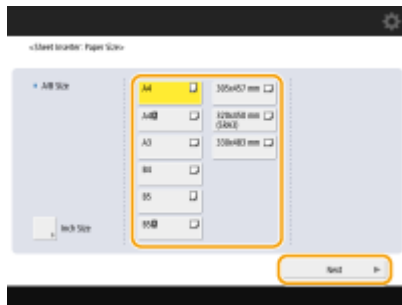 <Sheet Inserter: Paper Size>
A/B Size
A4
305x457 mm
A4R
320x450 mm
(SRA3)
A3
330x483 mm
B4
B5
B5R
Inch Size
Next